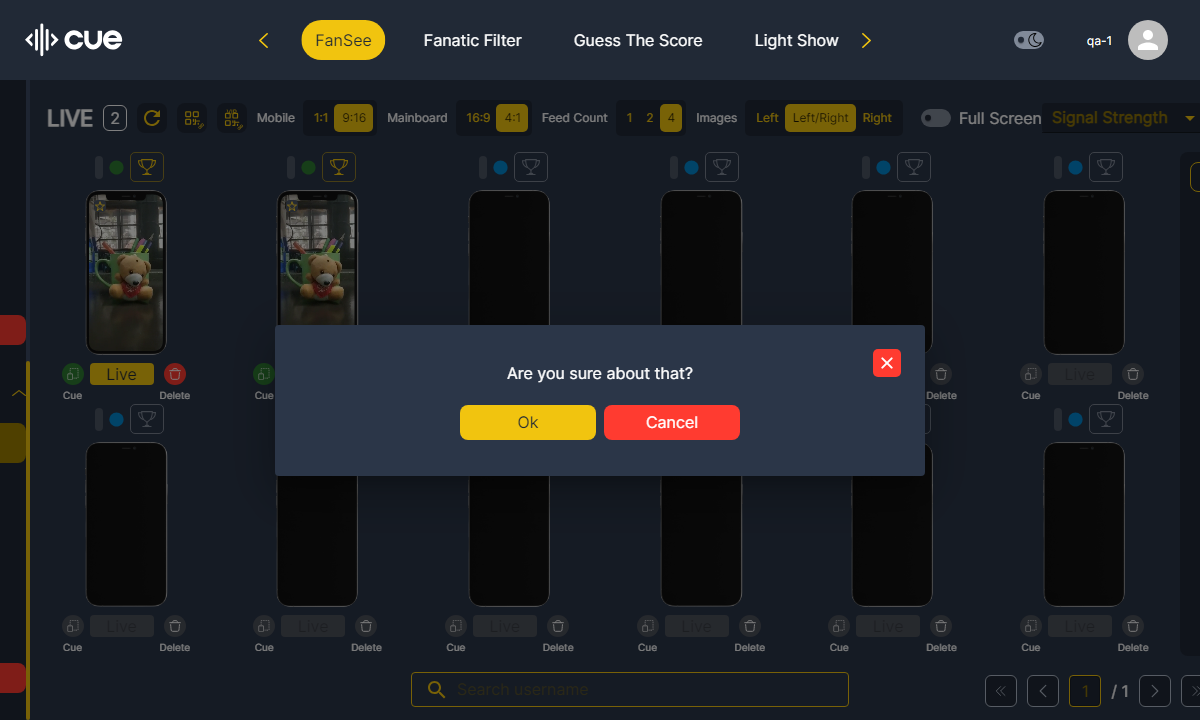 cue
FanSee
Fanatic Filter
Guess The Score
Light Show
qa-1
LIVE 2
Mobile 1:1 9:16
Mainboard 16:9 4:1
Feed Count 1 2 4
Images Left Left/Right Right
Full Screen
Signal Strength
Live
Cue Delete
Cue
Delete
Live
Cue Delete
Are you sure about that?
Ok Cancel
Live Live Live Live Live Live
Cue Delete Cue Delete Cue Delete Cue Delete Cue Delete Cue Delete
Search username
1 / 1